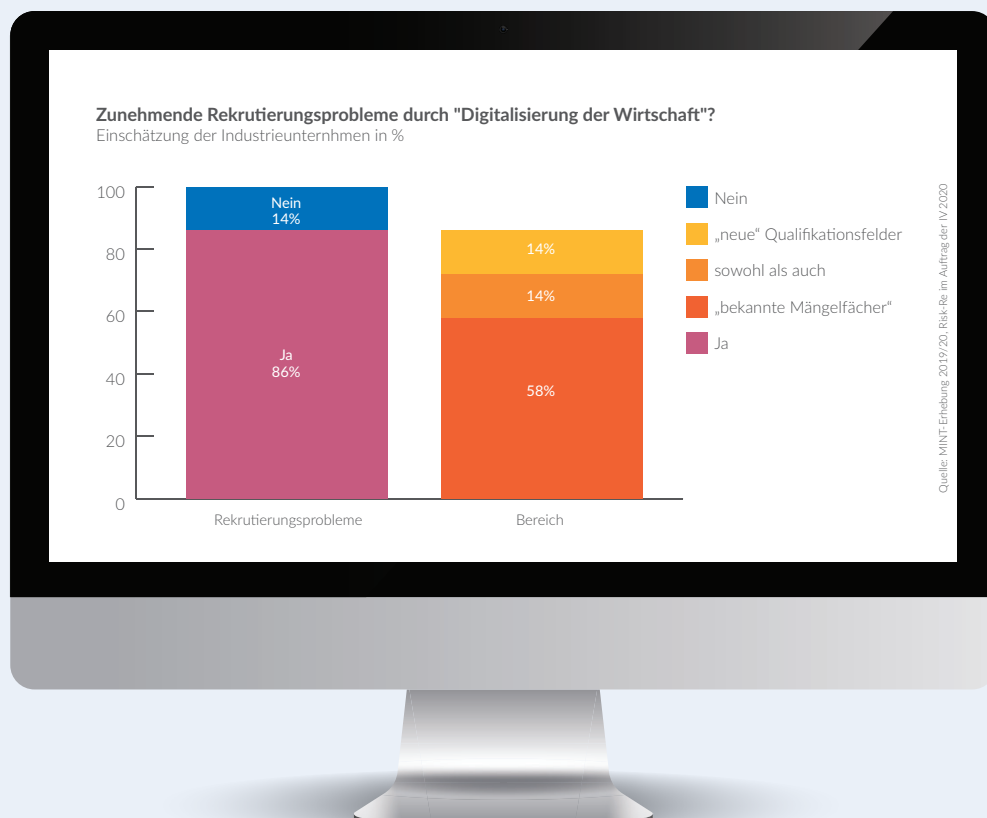 Zunehmende Rekrutierungsprobleme durch "Digitalisierung der Wirtschaft"?
Einschätzung der Industrieunternhmen in %
100
80
60
40
20
0
Nein
14%
Ja
86%
14%
14%
58%
Rekrutierungsprobleme
Bereich
Nein
„neue“ Qualifikationsfelder
sowohl als auch
„bekannte Mängelfächer“
Ja
Quelle: MINT-Erhebung 2019/20, Risk-Re im Auftrag der IV 2020